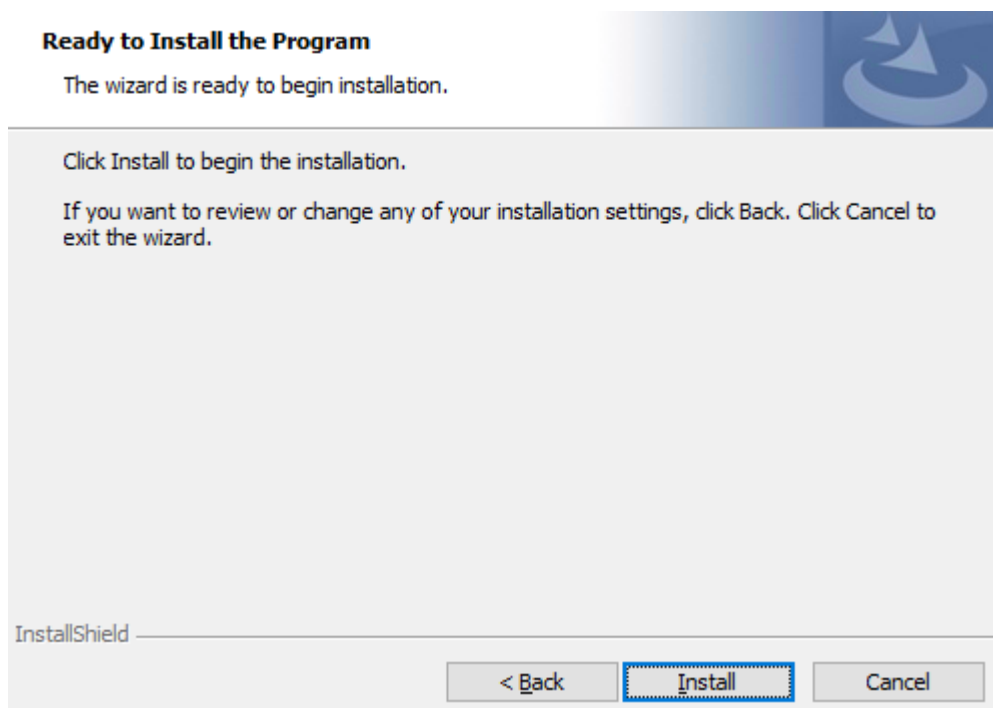 Ready to Install the Program
The wizard is ready to begin installation.
Click Install to begin the installation.
If you want to review or change any of your installation settings, click Back. Click Cancel to
exit the wizard.
InstallShield
< Back Install Cancel